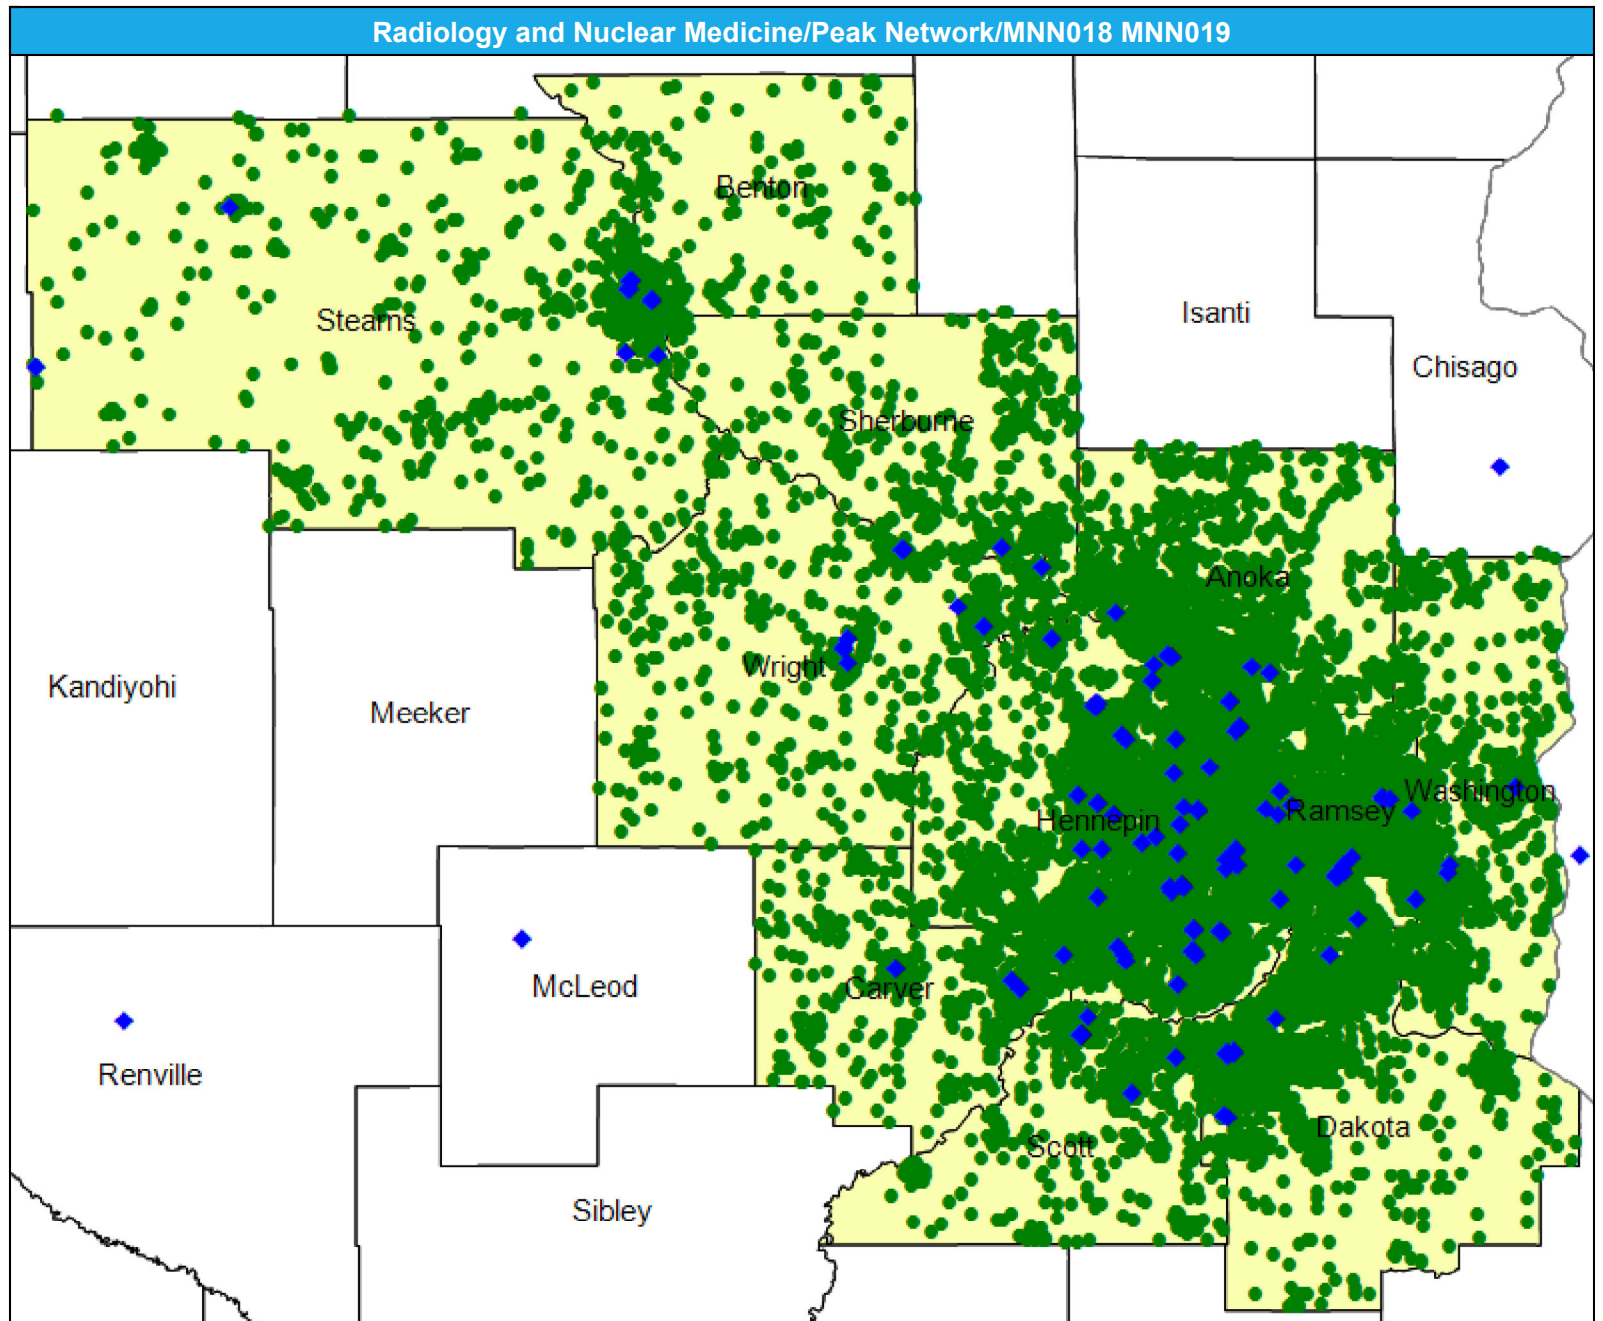 Radiology and Nuclear Medicine/Peak Network/MNN018 MNN019
Benton
Stearns
Isanti
Chisago
Sherburne
Anoka
Wright
Kandiyohi
Meeker
Washington
Hennepin
Ramsey
McLeod
Carver
Renville
Dakota
Scott
Sibley